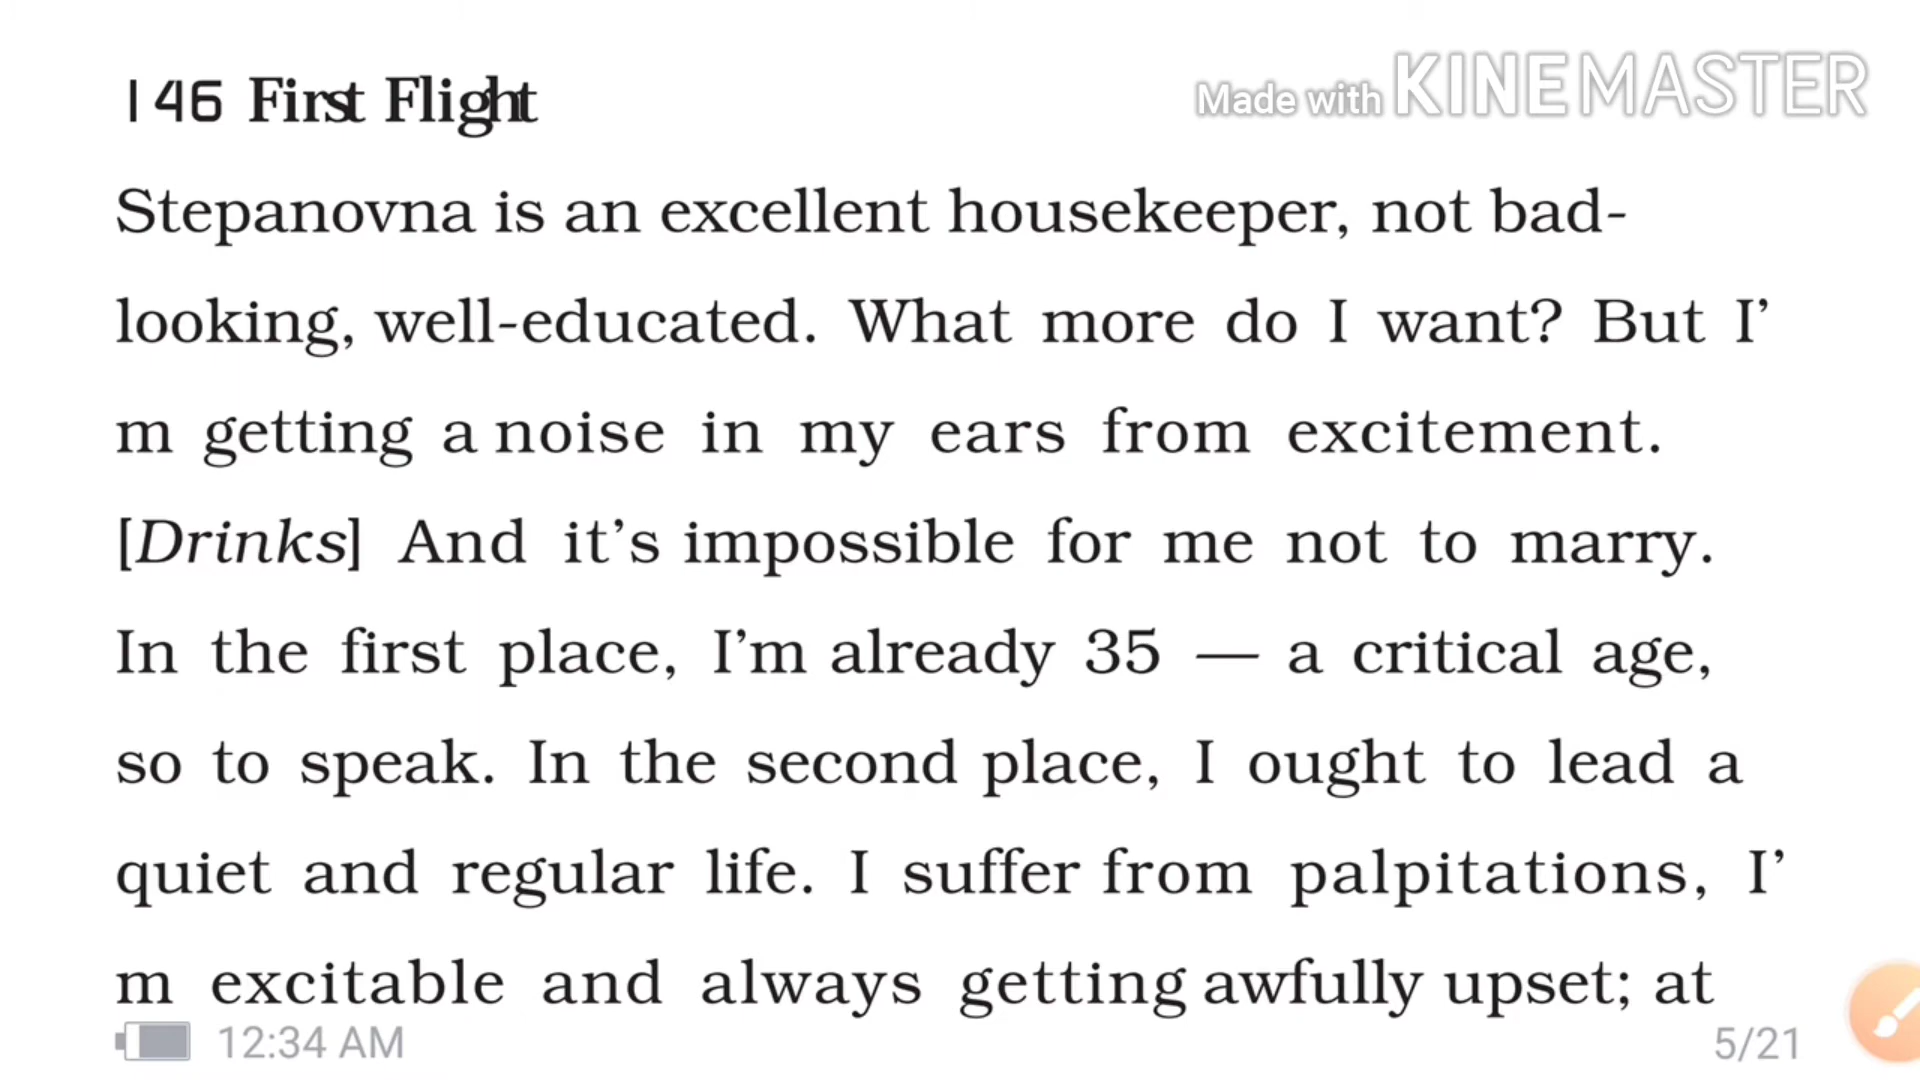 146 First Flight
Made with KINEMASTER
Stepanovna is an excellent housekeeper, not bad-
looking, well-educated. What more do I want? But I’
m getting a noise in my ears from excitement.
[Drinks] And it’s impossible for me not to marry.
In the first place, I’m already 35 — a critical age,
so to speak. In the second place, I ought to lead a
quiet and regular life. I suffer from palpitations, I’
m excitable and always getting awfully upset; at
12:34 AM
5/21